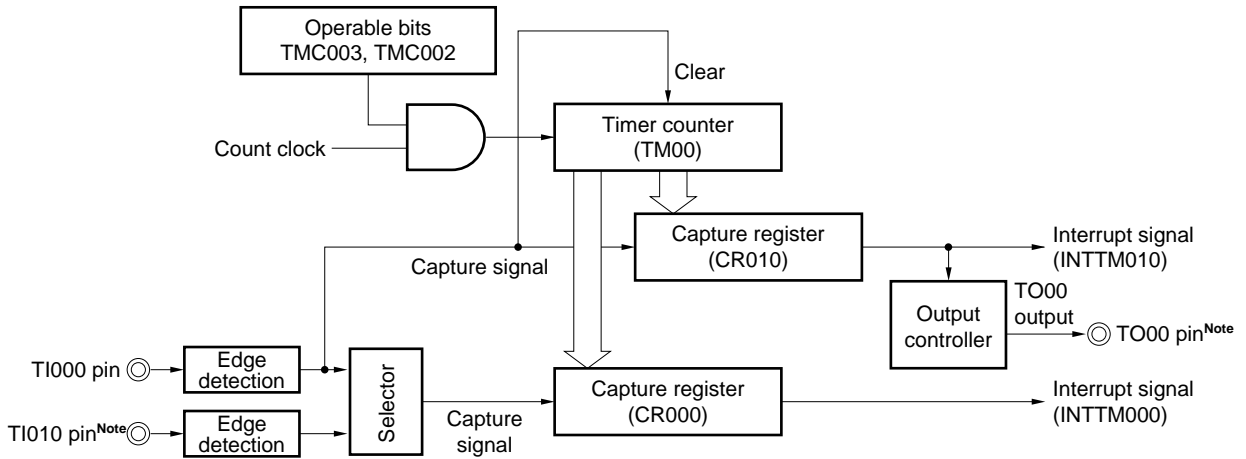 Operable bits
TMC003, TMC002
Clear
Count clock
Timer counter
(TM00)
Capture register
(CR010)
Capture signal
Interrupt signal
(INTTM010)
Output
controller
TO00
output
TO00 pinNote
TI000 pin
Edge
detection
Selector
Capture register
(CR000)
Interrupt signal
(INTTM000)
TI010 pinNote
Edge
detection
Capture
signal